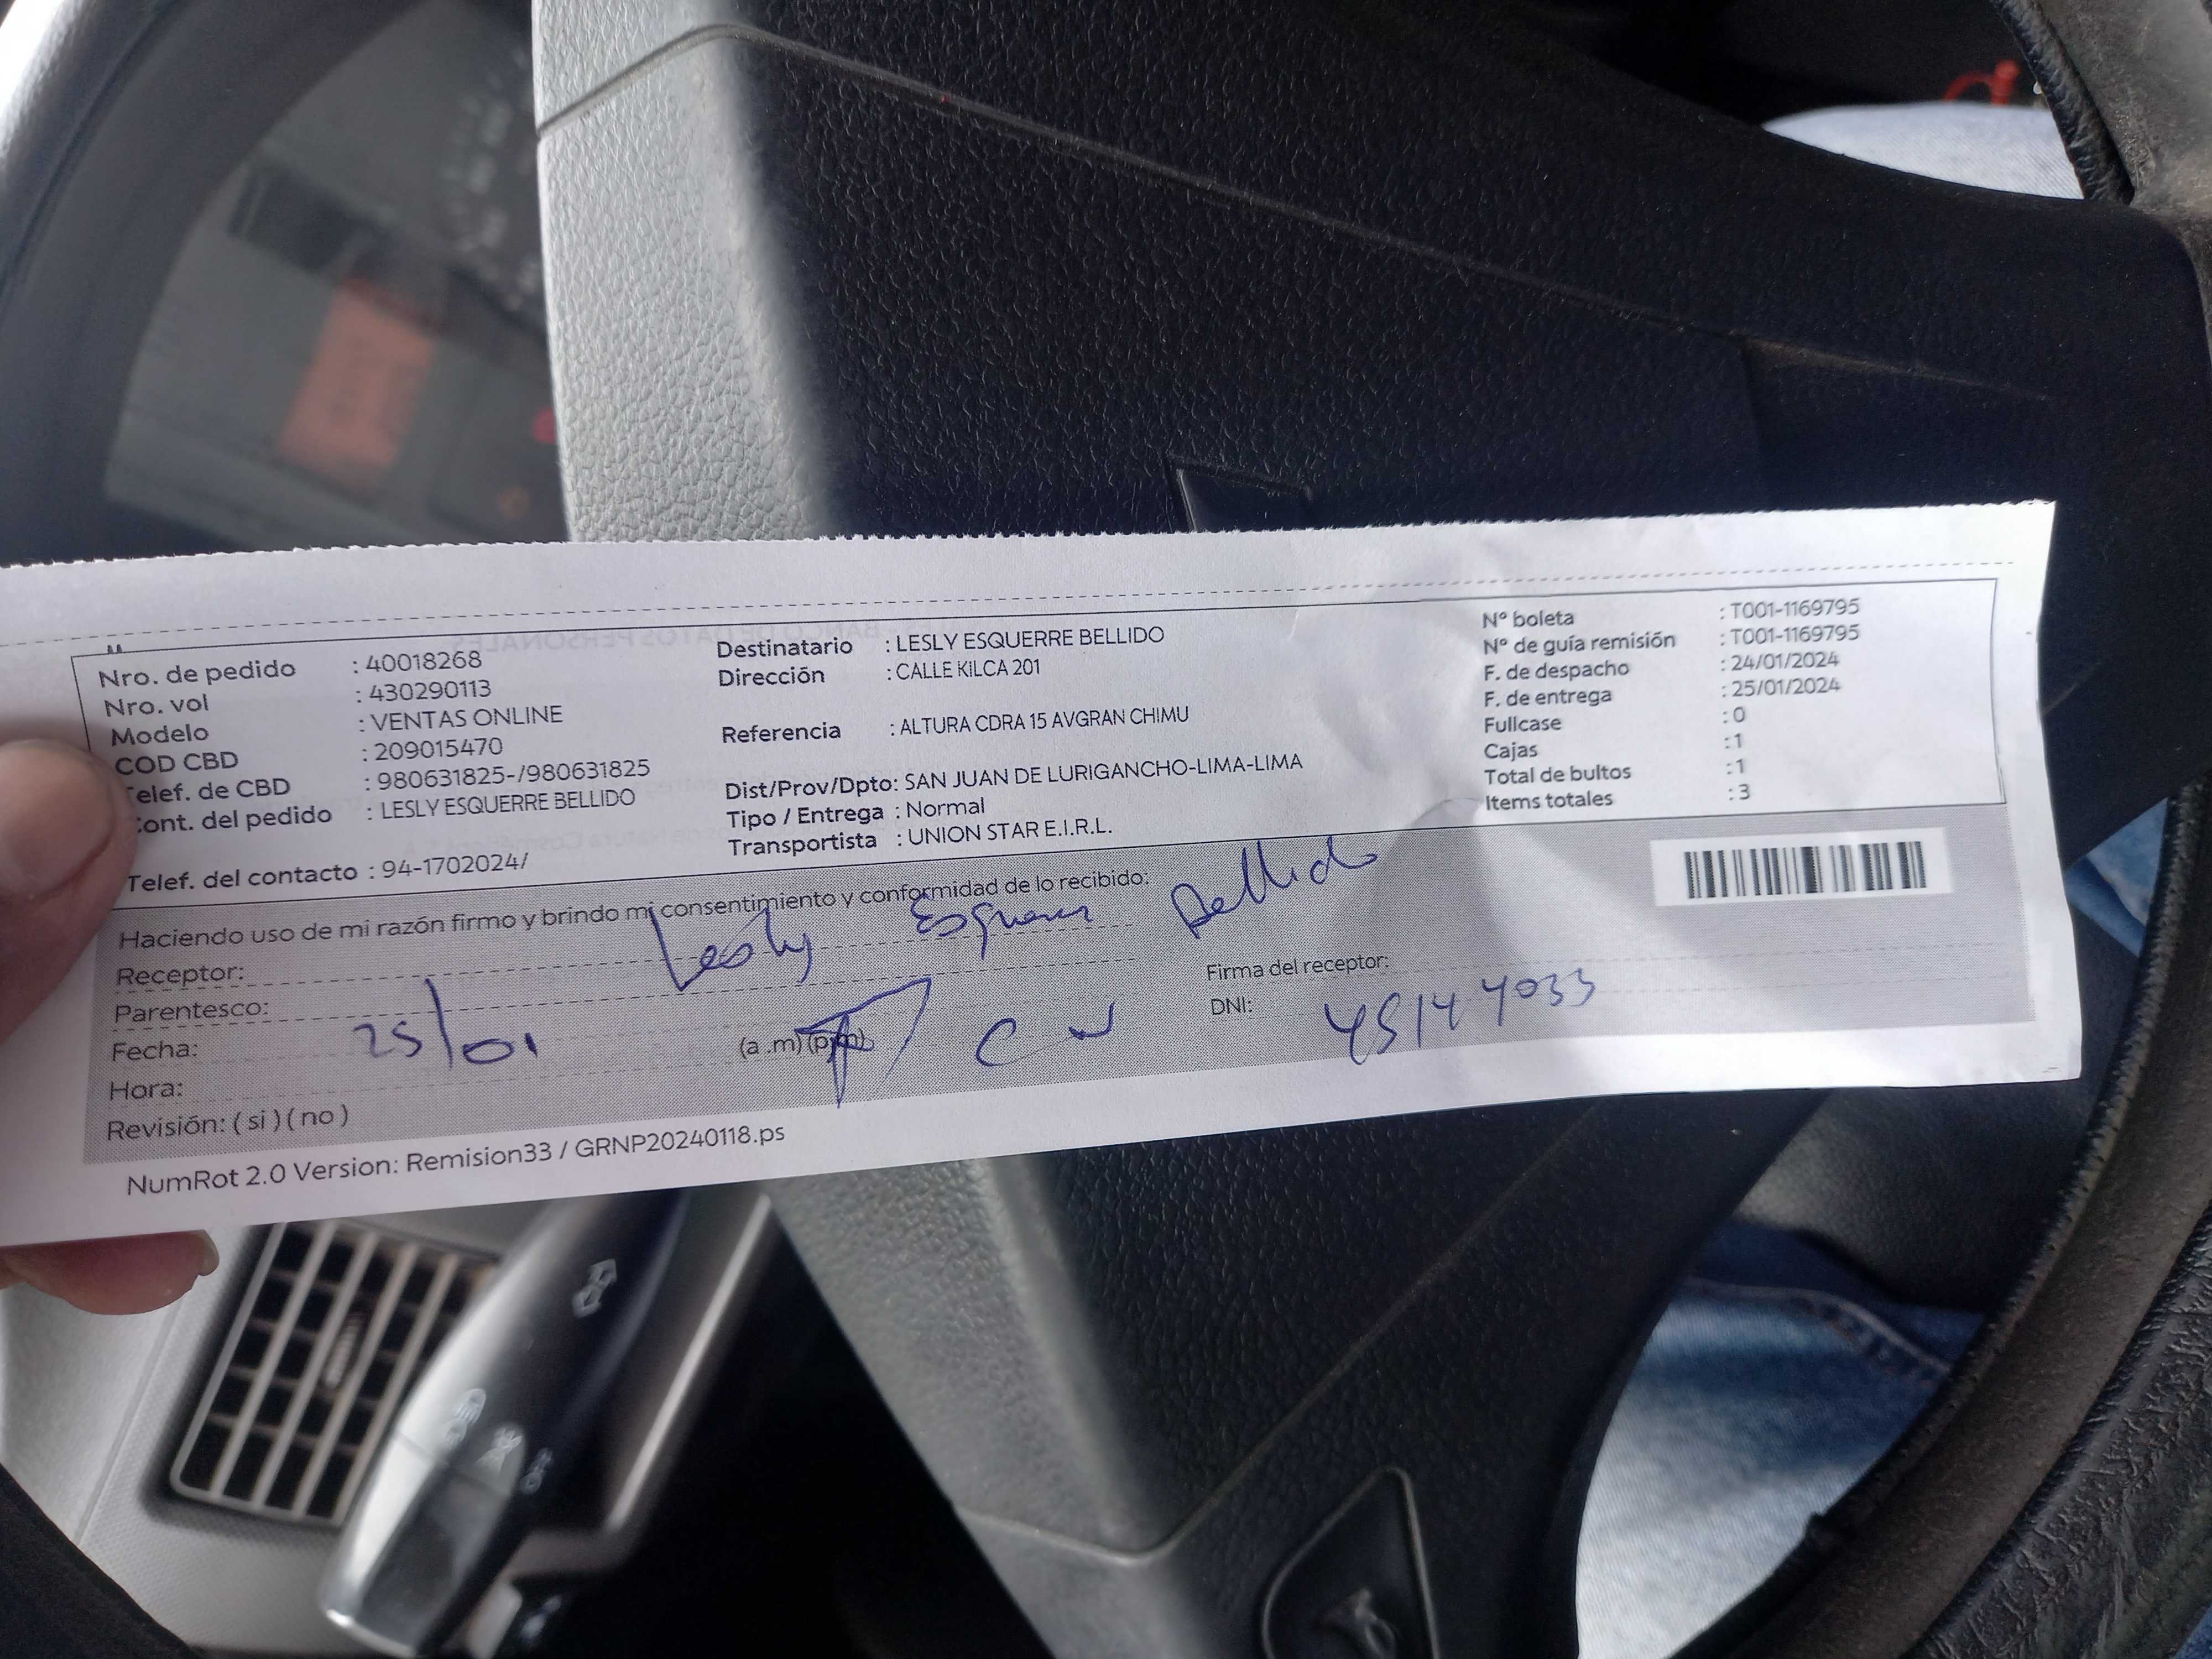 Nro. de pedido : 40018268
Nro. vol : 430290113
Modelo : VENTAS ONLINE
COD CBD : 209015470
Telef. de CBD : 980631825-/980631825
Cont. del pedido : LESLY ESQUERRE BELLIDO
Telef. del contacto : 94-1702024/
Destinatario : LESLY ESQUERRE BELLIDO
Dirección : CALLE KILCA 201
Referencia : ALTURA CDRA 15 AVGRAN CHIMU
Dist/Prov/Dpto: SAN JUAN DE LURIGANCHO-LIMA-LIMA
Tipo / Entrega : Normal
Transportista : UNION STAR E.I.R.L.
Nº boleta : T001-1169795
Nº de guía remisión : T001-1169795
F. de despacho : 24/01/2024
F. de entrega : 25/01/2024
Fullcase : 0
Cajas : 1
Total de bultos : 1
Items totales : 3
Haciendo uso de mi razón firmo y brindo mi consentimiento y conformidad de lo recibido:
Receptor: Lesly Esquerre Bellido
Parentesco:
Fecha: 25/01
(a .m)(p.m)
Hora:
Revisión: ( si ) ( no )
Firma del receptor:
DNI: 45144033
NumRot 2.0 Version: Remision33 / GRNP20240118.ps